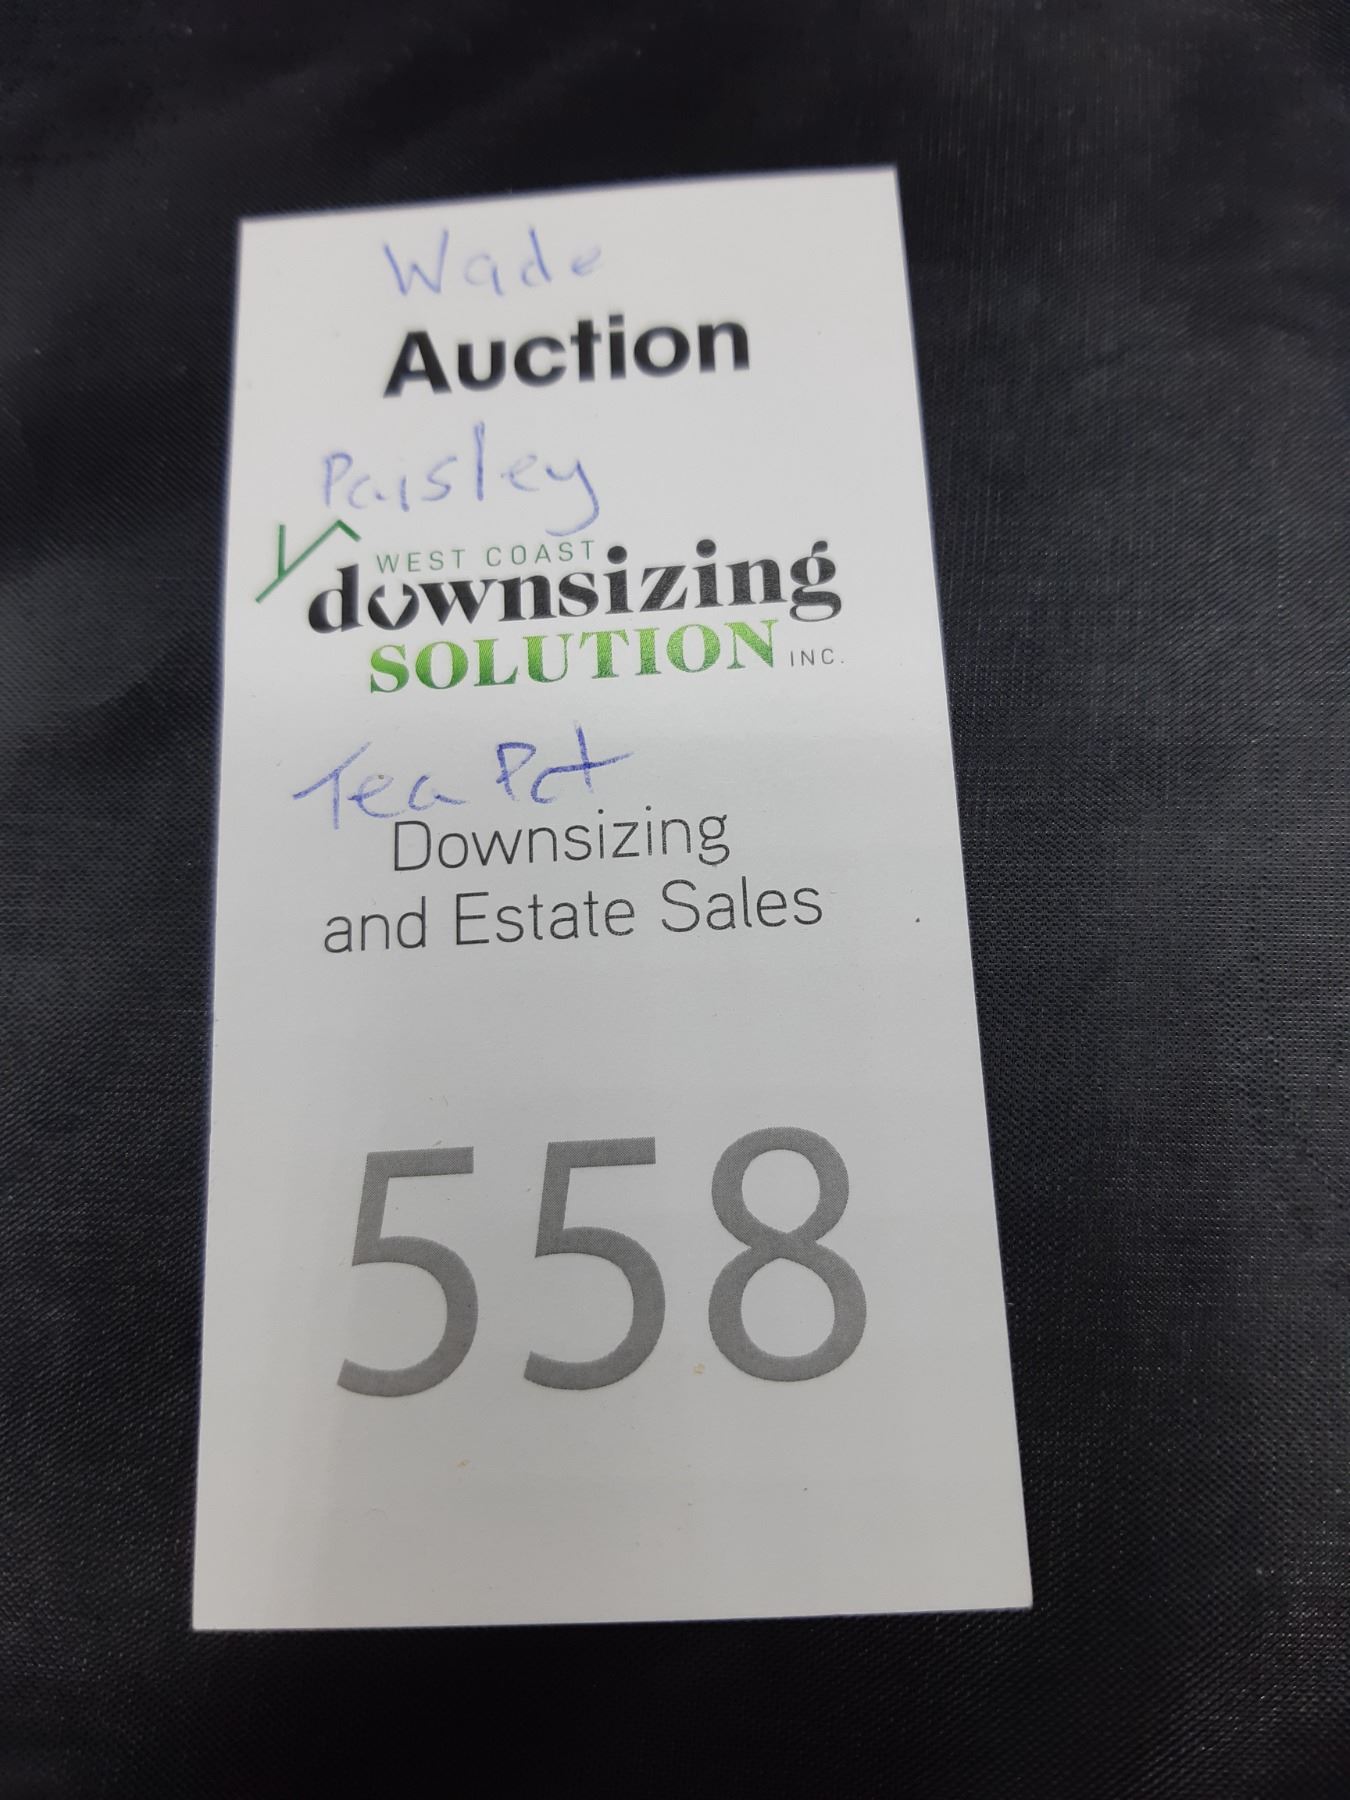 Wade
Auction
Paisley
WEST COAST
downsizing
SOLUTION INC.
Tea Pot
Downsizing
and Estate Sales
558